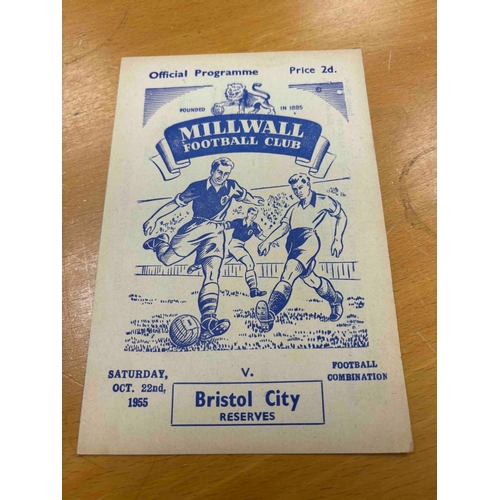 Official Programme Price 2d.
FOUNDED IN 1885
MILLWALL
FOOTBALL CLUB
SATURDAY,
OCT. 22nd,
1955
V.
FOOTBALL
COMBINATION
Bristol City
RESERVES